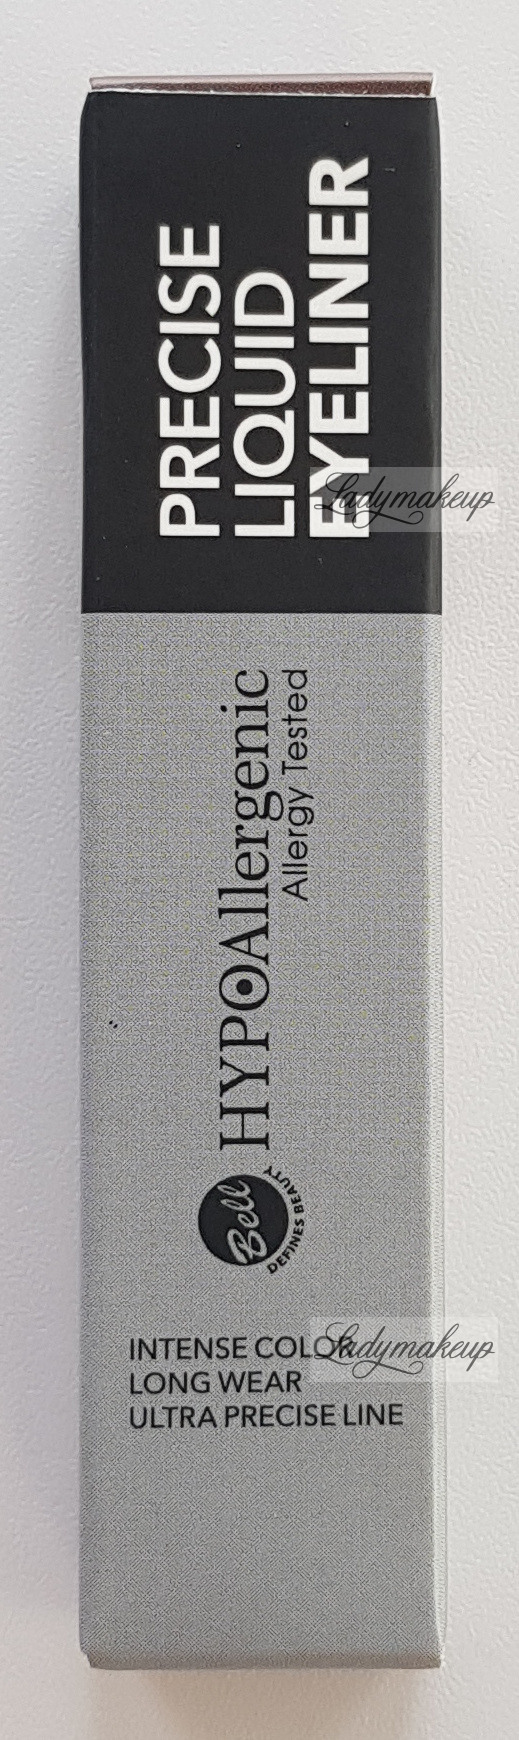 PRECISE
LIQUID
EYELINER
Ladymakeup
HYPOAllergenic
Allergy Tested
Bell
DEFINES BEAUTY
INTENSE COLOR
Ladymakeup
LONG WEAR
ULTRA PRECISE LINE